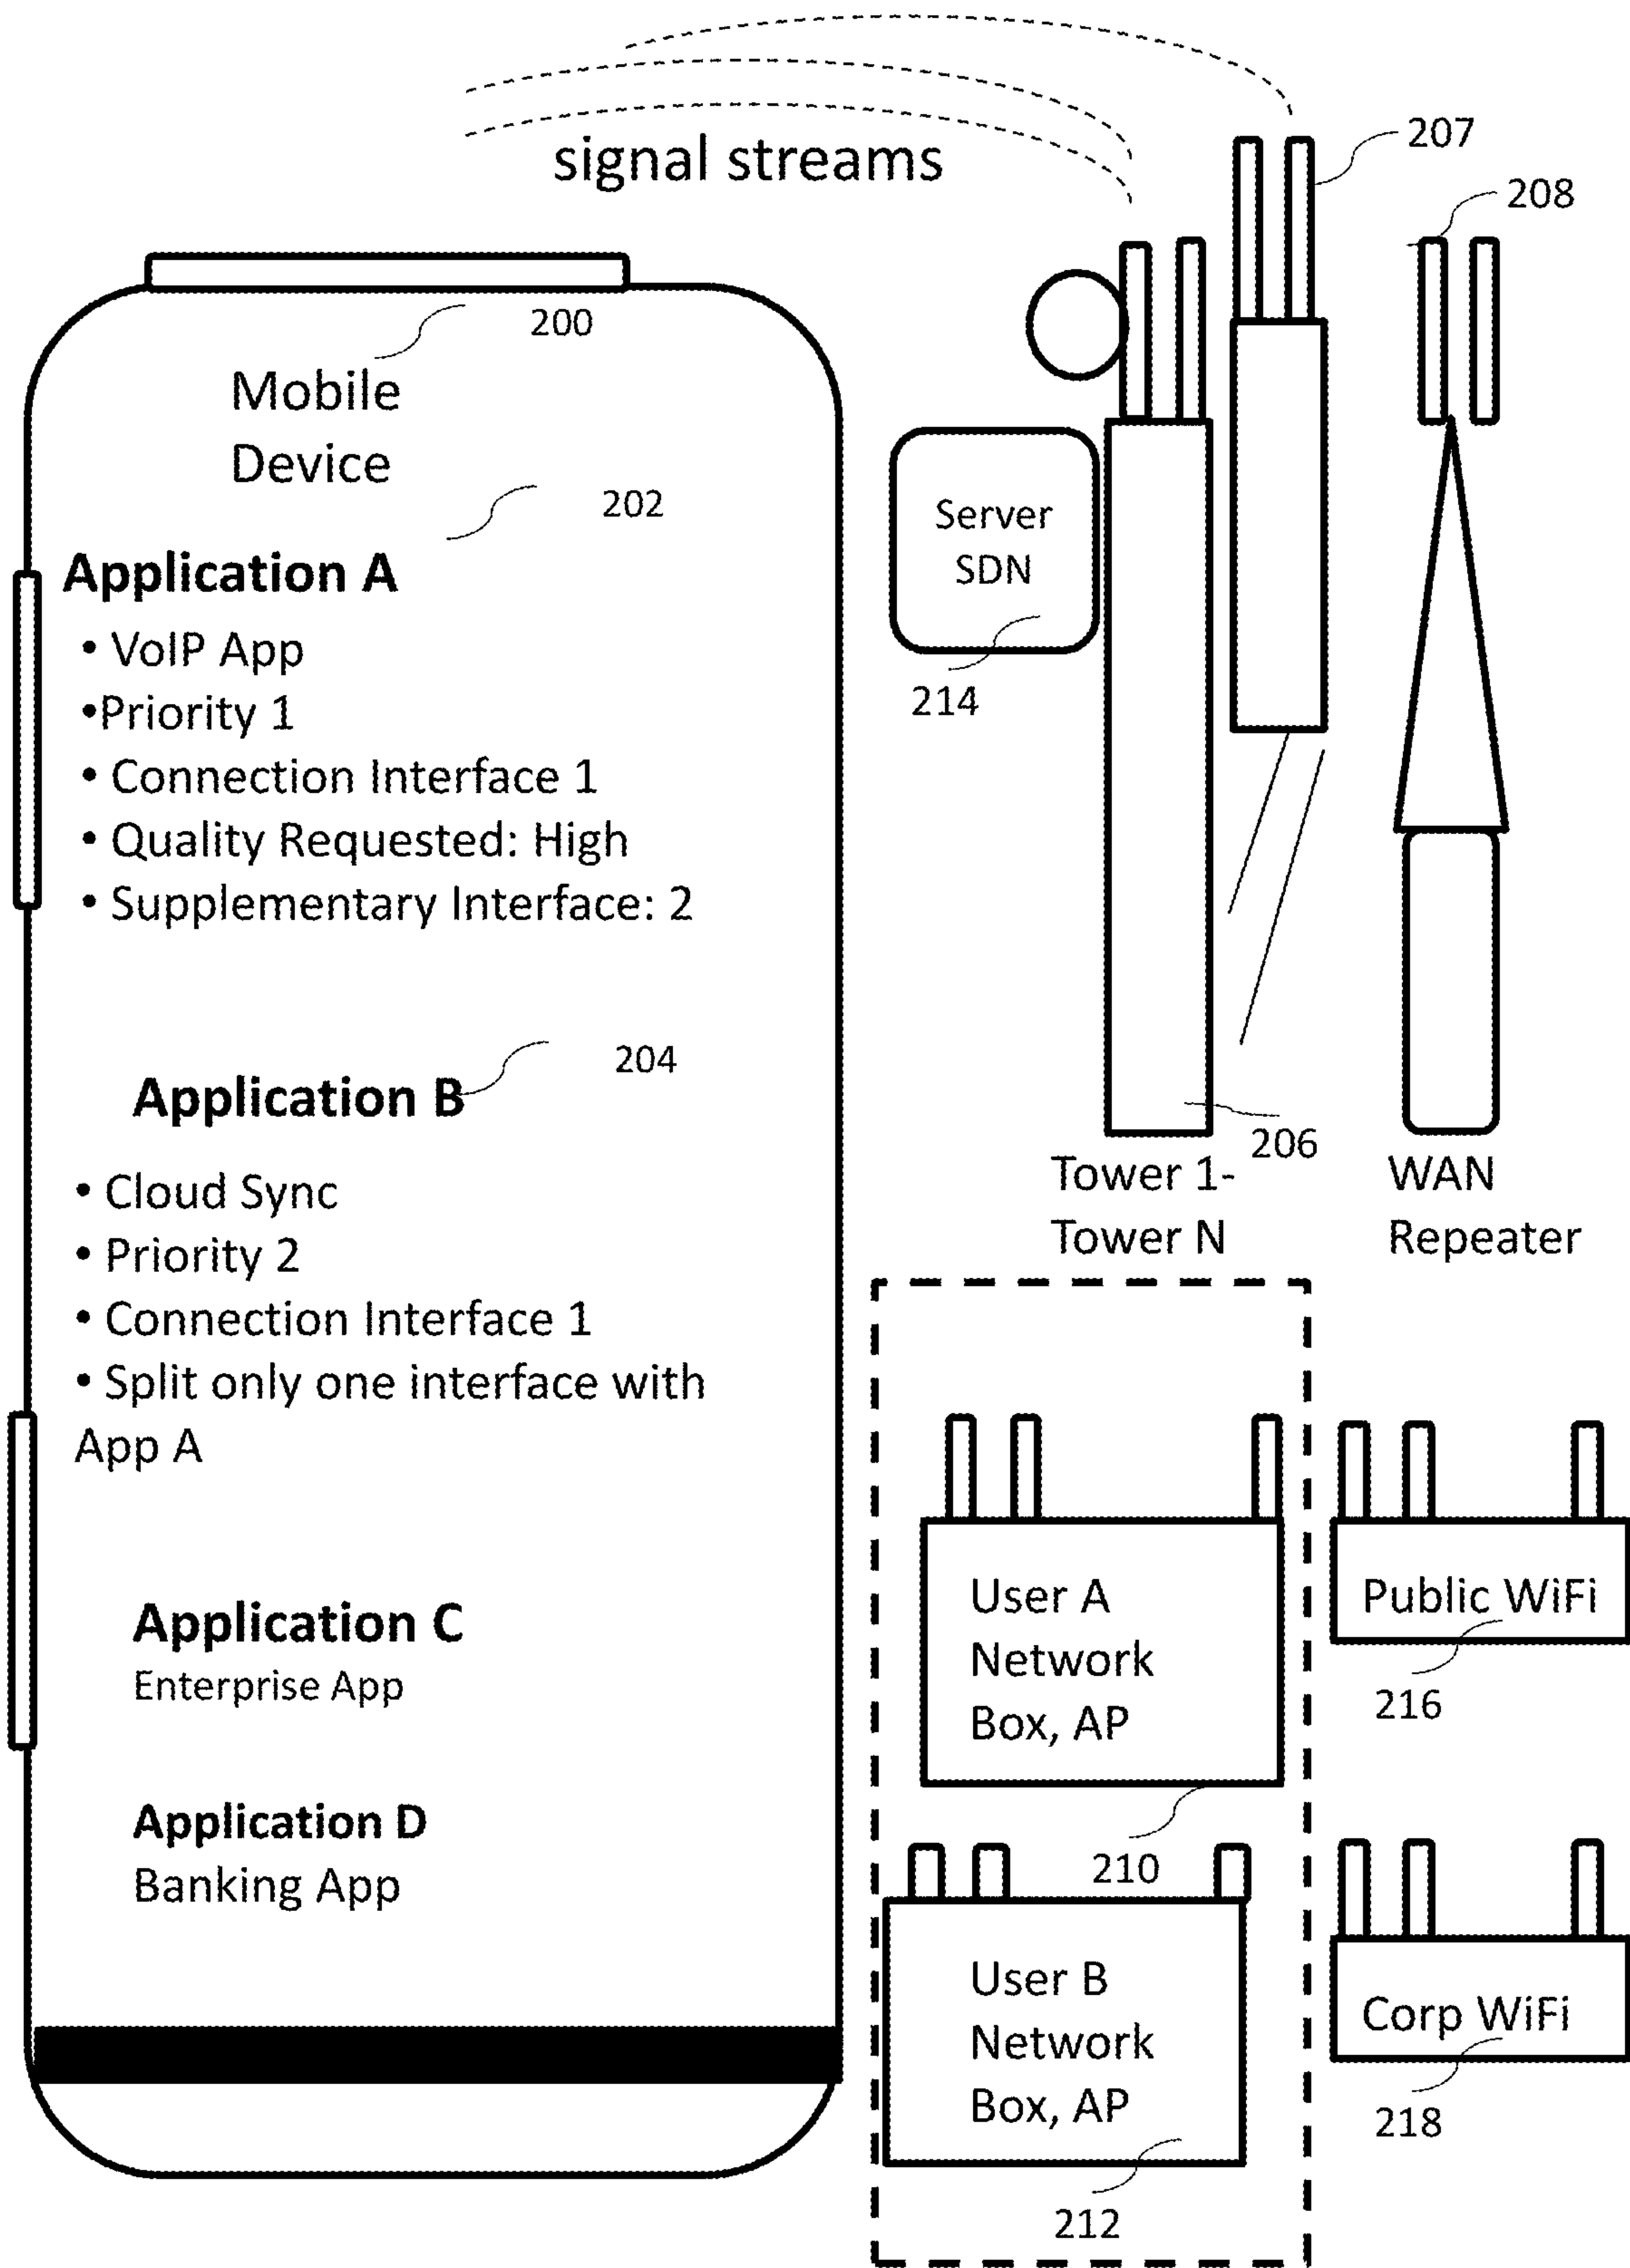 signal streams
207
208
200
Mobile
Device
202
Application A
• VoIP App
•Priority 1
• Connection Interface 1
• Quality Requested: High
• Supplementary Interface: 2
204
Application B
• Cloud Sync
• Priority 2
• Connection Interface 1
• Split only one interface with
App A
Application C
Enterprise App
Application D
Banking App
Server
SDN
214
206
Tower 1-
Tower N
WAN
Repeater
User A
Network
Box, AP
210
Public WiFi
216
User B
Network
Box, AP
212
Corp WiFi
218